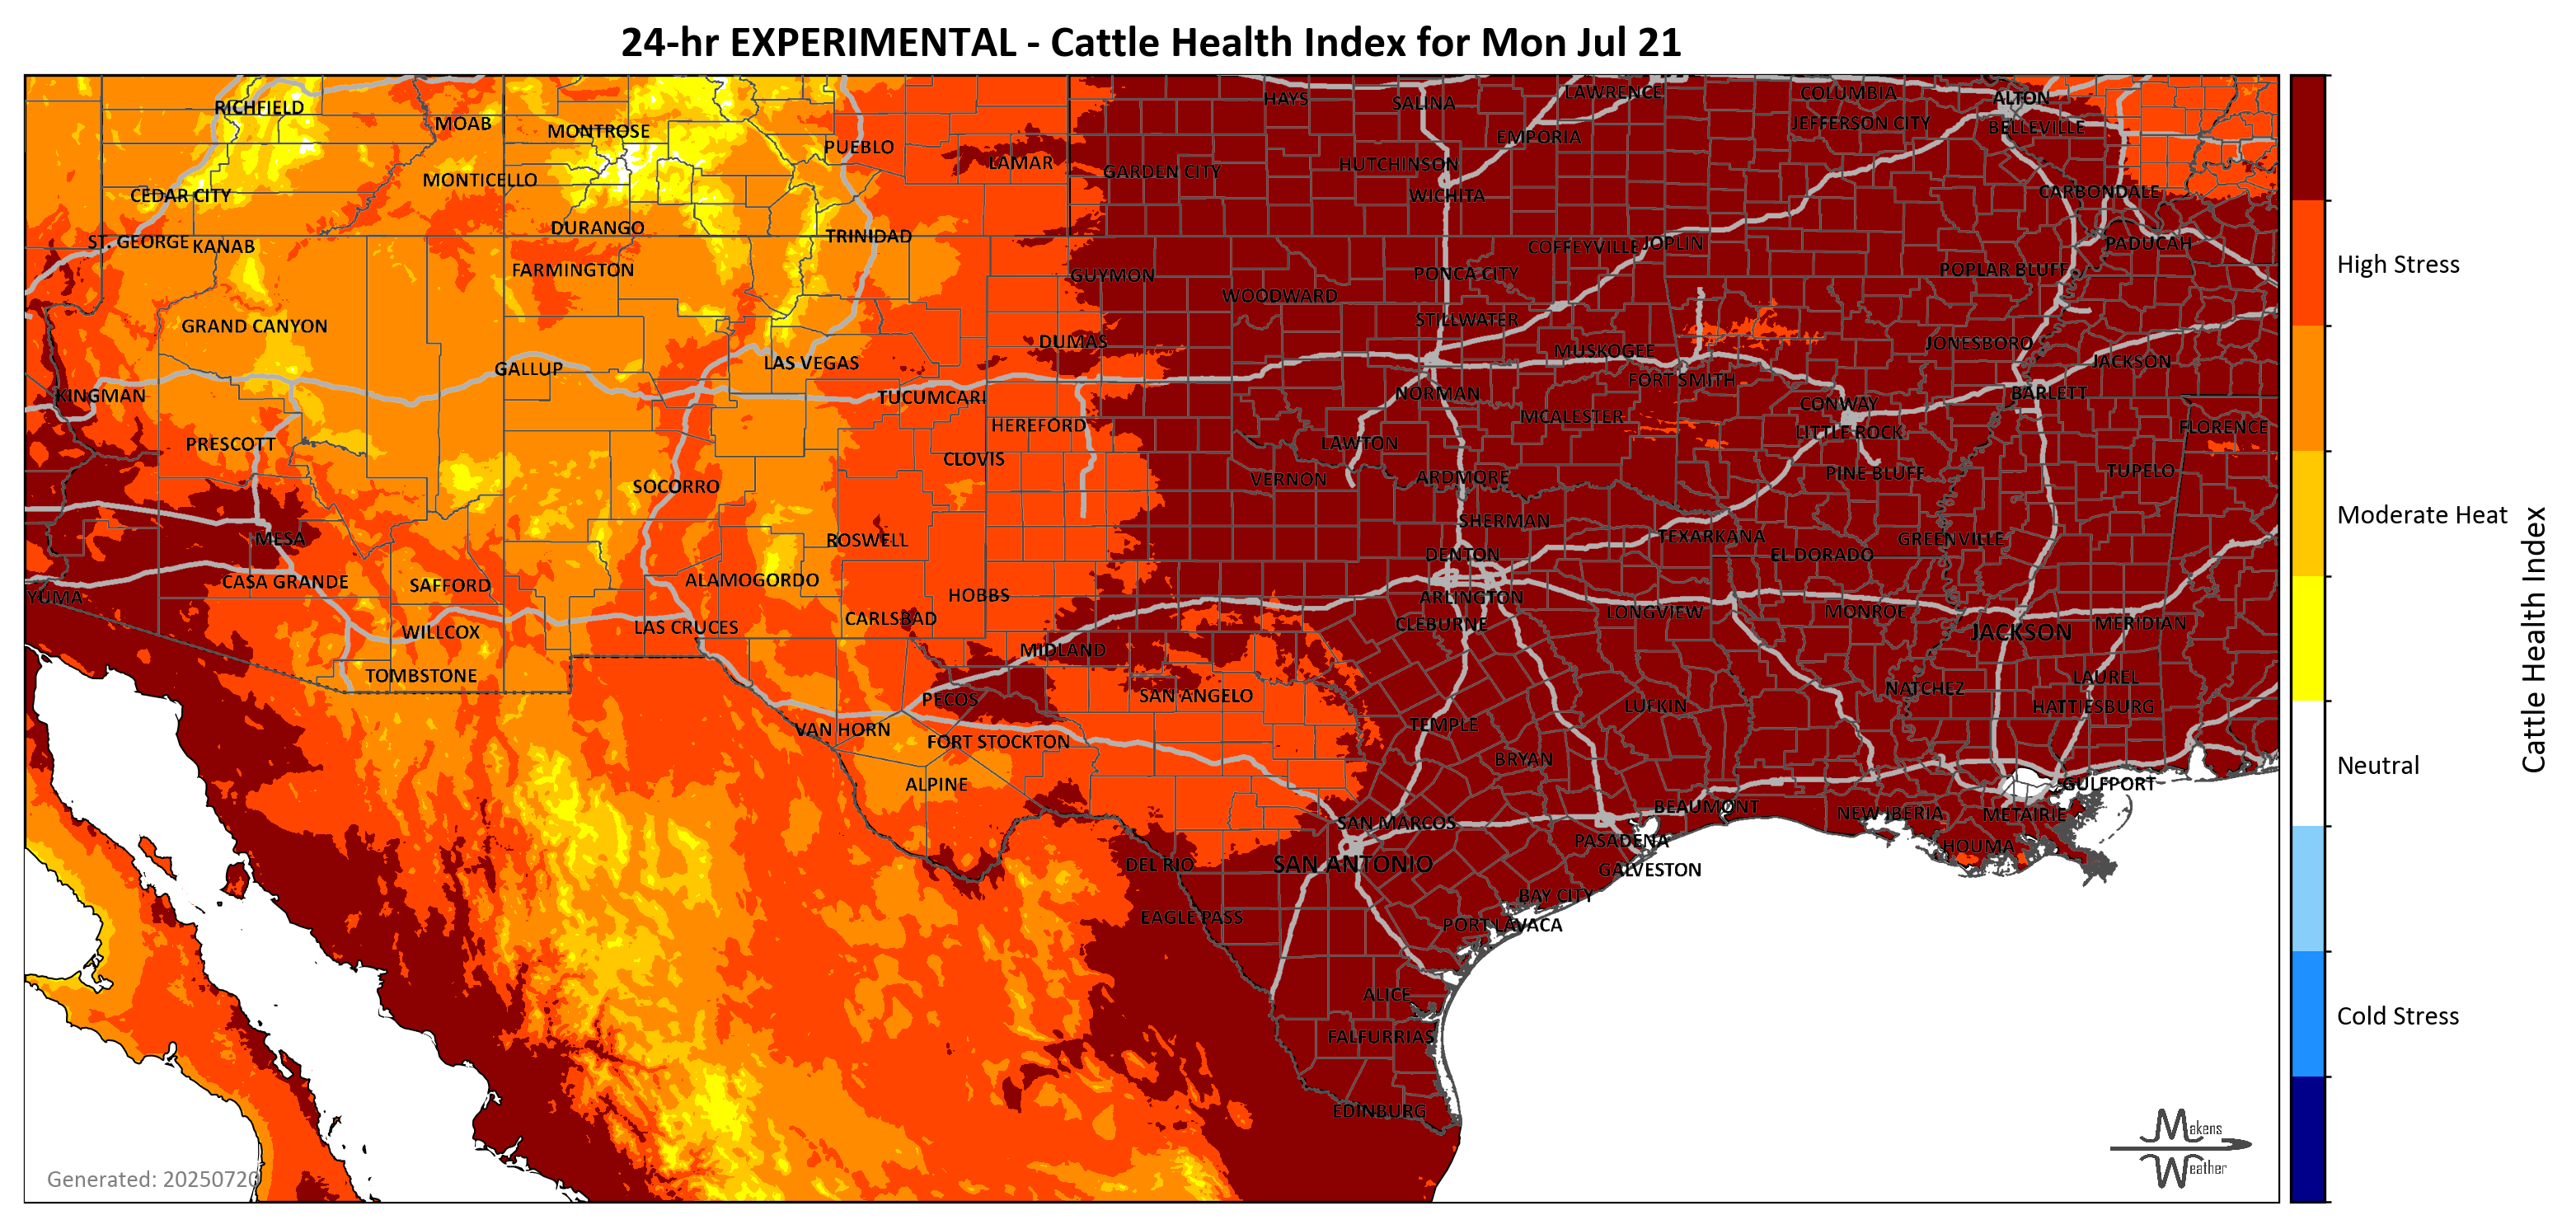 24-hr EXPERIMENTAL - Cattle Health Index for Mon Jul 21
RICHFIELD
MOAB
MONTROSE
PUEBLO
LAMAR
HAYS
SALINA
LAWRENCE
COLUMBIA
ALTON
JEFFERSON CITY
BELLEVILLE
EMPORIA
GARDEN CITY
HUTCHINSON
WICHITA
CARBONDALE
CEDAR CITY
MONTICELLO
DURANGO
TRINIDAD
ST. GEORGE
KANAB
FARMINGTON
GUYMON
COFFEYVILLE
JOPLIN
PADUCAH
PONCA CITY
POPLAR BLUFF
WOODWARD
GRAND CANYON
STILLWATER
DUMAS
MUSKOGEE
JONESBORO
JACKSON
GALLUP
LAS VEGAS
FORT SMITH
KINGMAN
TUCUMCARI
NORMAN
BARLETT
CONWAY
HEREFORD
MCALESTER
FLORENCE
PRESCOTT
LAWTON
LITTLE ROCK
CLOVIS
VERNON
ARDMORE
PINE BLUFF
TUPELO
SOCORRO
SHERMAN
MESA
ROSWELL
TEXARKANA
GREENVILLE
DENTON
EL DORADO
CASA GRANDE
SAFFORD
ALAMOGORDO
YUMA
HOBBS
ARLINGTON
LONGVIEW
MONROE
CARLSBAD
CLEBURNE
MERIDIAN
WILLCOX
LAS CRUCES
JACKSON
MIDLAND
TOMBSTONE
LAUREL
PECOS
SAN ANGELO
NATCHEZ
LUFKIN
HATTIESBURG
VAN HORN
TEMPLE
FORT STOCKTON
BRYAN
ALPINE
GULFPORT
BEAUMONT
NEW IBERIA
METAIRIE
SAN MARCOS
PASADENA
HOUMA
DEL RIO
SAN ANTONIO
GALVESTON
BAY CITY
EAGLE PASS
PORT LAVACA
ALICE
FALFURRIAS
EDINBURG
Generated: 20250720
Makens
Weather
High Stress
Moderate Heat
Neutral
Cold Stress
Cattle Health Index